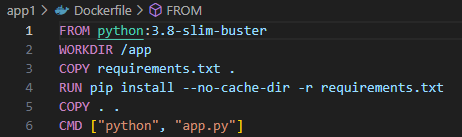 app1 > Dockerfile > FROM
1 FROM python:3.8-slim-buster
2 WORKDIR /app
3 COPY requirements.txt .
4 RUN pip install --no-cache-dir -r requirements.txt
5 COPY . .
6 CMD ["python", "app.py"]